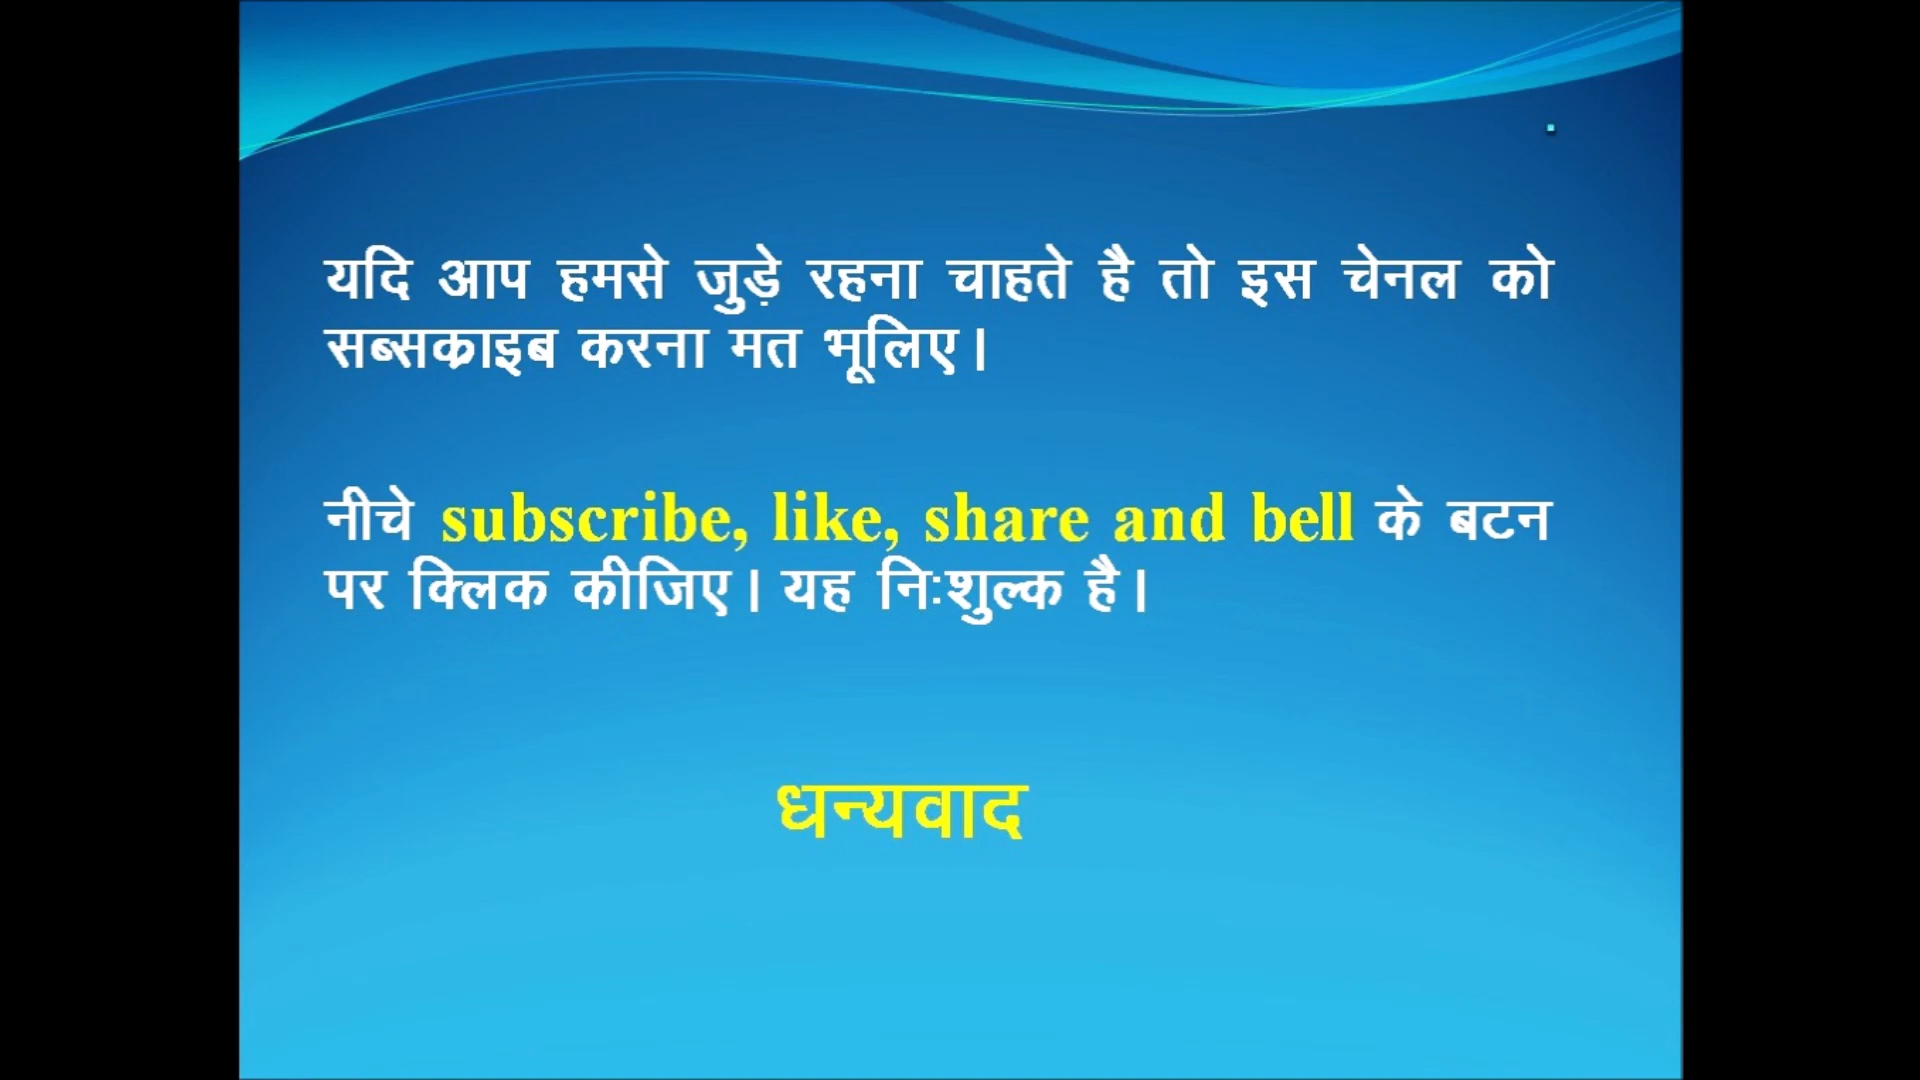 यदि आप हमसे जुड़े रहना चाहते है तो इस चेनल को
सब्सक्राइब करना मत भूलिए।
नीचे subscribe, like, share and bell के बटन
पर क्लिक कीजिए। यह निःशुल्क है।
धन्यवाद